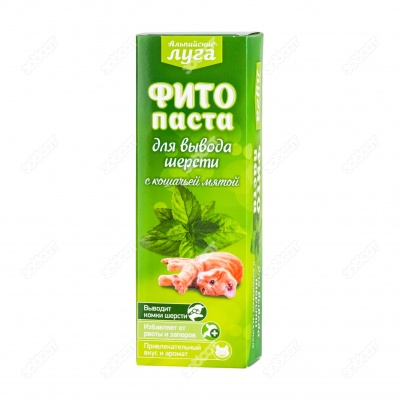 Альпийские
луга
ФИТО
паста
для вывода
шерсти
с кошачьей мятой
Выводит
комки шерсти
Избавляет от
рвоты и запоров
Привлекательный
вкус и аромат